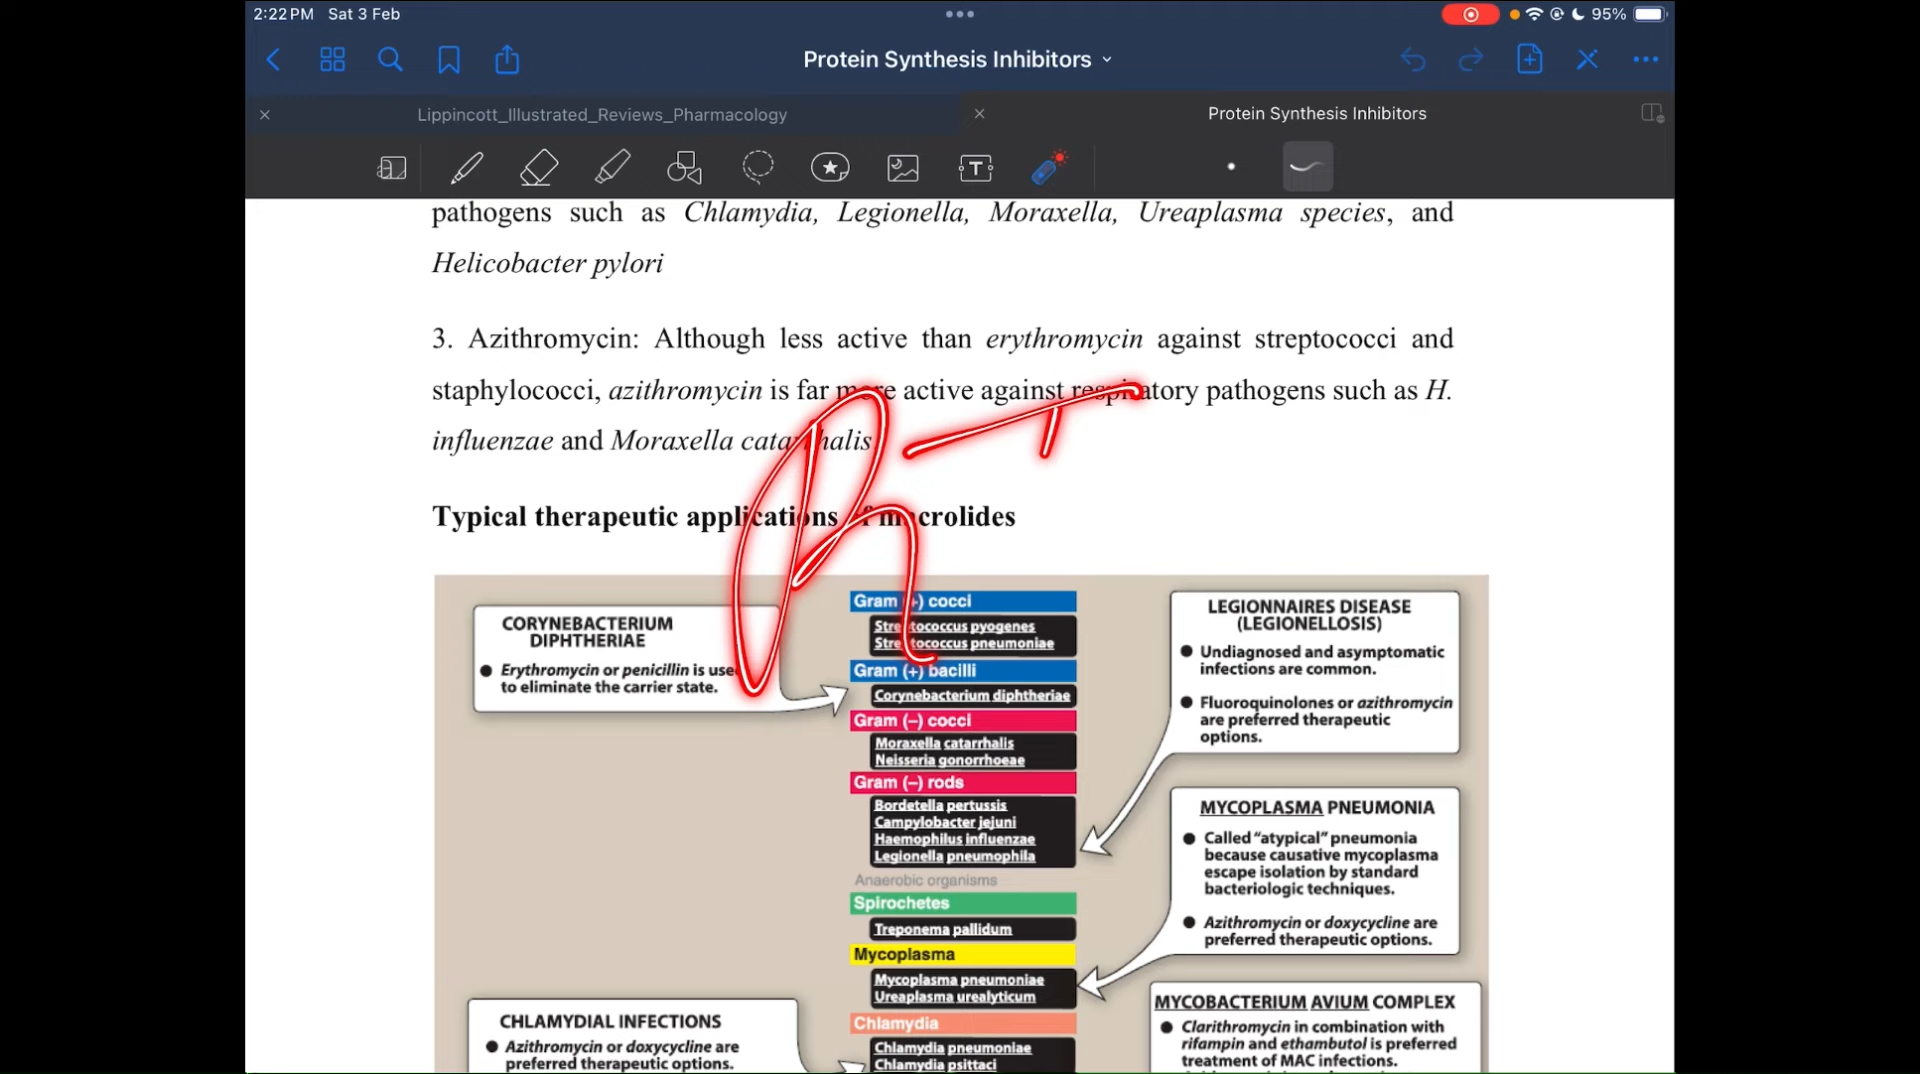 2:22 PM Sat 3 Feb
95%
Protein Synthesis Inhibitors
Lippincott_Illustrated_Reviews_Pharmacology
Protein Synthesis Inhibitors
pathogens such as Chlamydia, Legionella, Moraxella, Ureaplasma species, and
Helicobacter pylori
3. Azithromycin: Although less active than erythromycin against streptococci and
staphylococci, azithromycin is far more active against respiratory pathogens such as H.
influenzae and Moraxella catarrhalis
Typical therapeutic applications of macrolides
CORYNEBACTERIUM
DIPHTHERIAE
Erythromycin or penicillin is used
to eliminate the carrier state.
Gram (+) cocci
Streptococcus pyogenes
Streptococcus pneumoniae
Gram (+) bacilli
Corynebacterium diphtheriae
Gram (–) cocci
Moraxella catarrhalis
Neisseria gonorrhoeae
Gram (–) rods
Bordetella pertussis
Campylobacter jejuni
Haemophilus influenzae
Legionella pneumophila
Anaerobic organisms
Spirochetes
Treponema pallidum
Mycoplasma
Mycoplasma pneumoniae
Ureaplasma urealyticum
Chlamydia
Chlamydia pneumoniae
Chlamydia psittaci
LEGIONNAIRES DISEASE
(LEGIONELLOSIS)
Undiagnosed and asymptomatic
infections are common.
Fluoroquinolones or azithromycin
are preferred therapeutic
options.
MYCOPLASMA PNEUMONIA
Called “atypical” pneumonia
because causative mycoplasma
escape isolation by standard
bacteriologic techniques.
Azithromycin or doxycycline are
preferred therapeutic options.
CHLAMYDIAL INFECTIONS
Azithromycin or doxycycline are
preferred therapeutic options.
MYCOBACTERIUM AVIUM COMPLEX
Clarithromycin in combination with
rifampin and ethambutol is preferred
treatment of MAC infections.